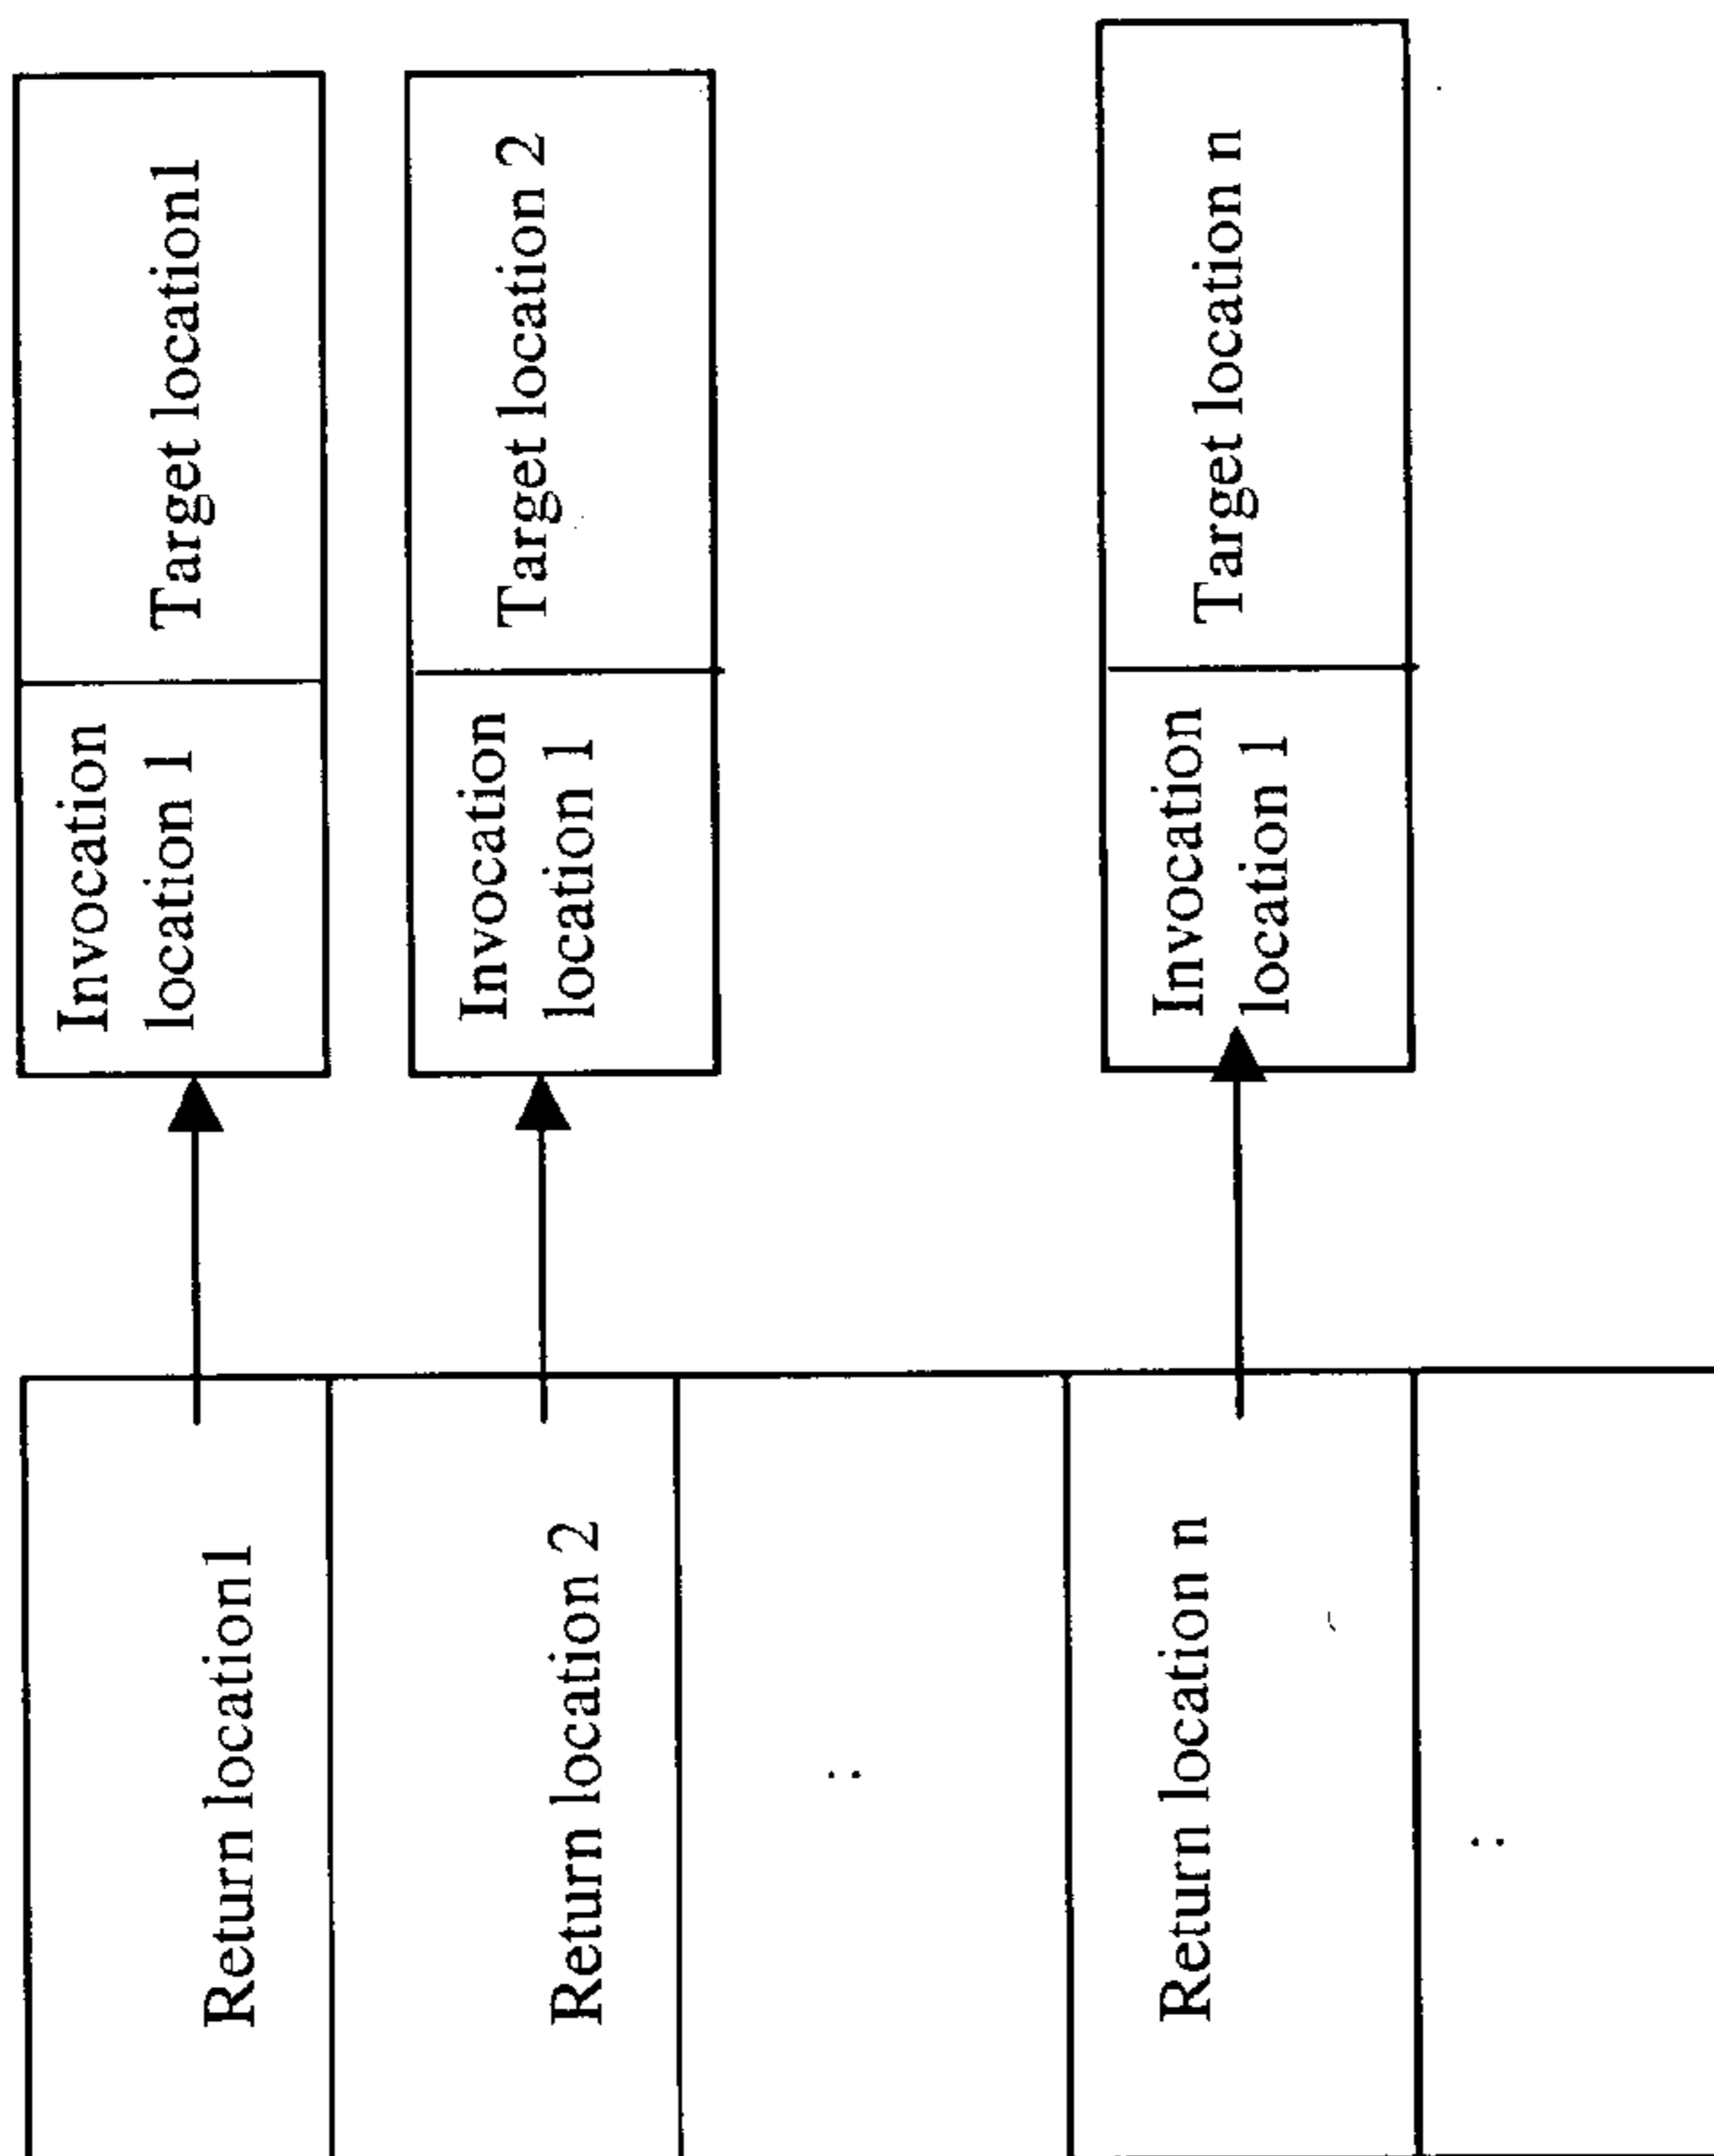 Return location1
Invocation
location 1
Target location1
Return location 2
Invocation
location 1
Target location 2
:
Return location n
Invocation
location 1
Target location n
: